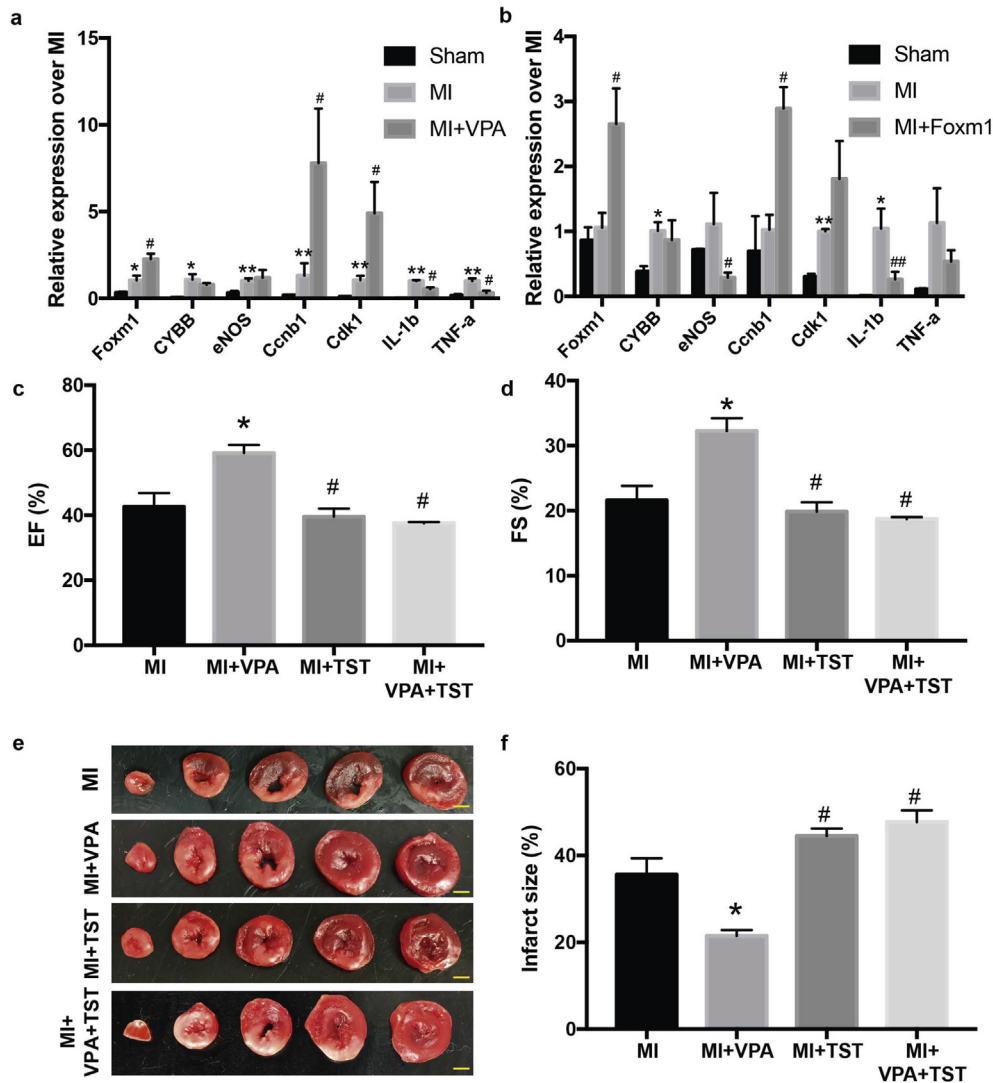 a
Relative expression over MI
15
10
5
0
Sham
MI
MI+VPA
#
* # * ** ** ** ** # ** #
#
Foxm1 CYBB eNOS Ccnb1 Cdk1 IL-1b TNF-a
b
Relative expression over MI
4
3
2
1
0
Sham
MI
MI+Foxm1
# #
* # ** * ##
Foxm1 CYBB eNOS Ccnb1 Cdk1 IL-1b TNF-a
c
EF (%)
80
60
40
20
0
* # #
MI MI+VPA MI+TST MI+
VPA+TST
d
FS (%)
40
30
20
10
0
* # #
MI MI+VPA MI+TST MI+
VPA+TST
e
MI
MI+VPA
MI+TST
MI+
VPA+TST
f
Infarct size (%)
60
40
20
0
* # #
MI MI+VPA MI+TST MI+
VPA+TST